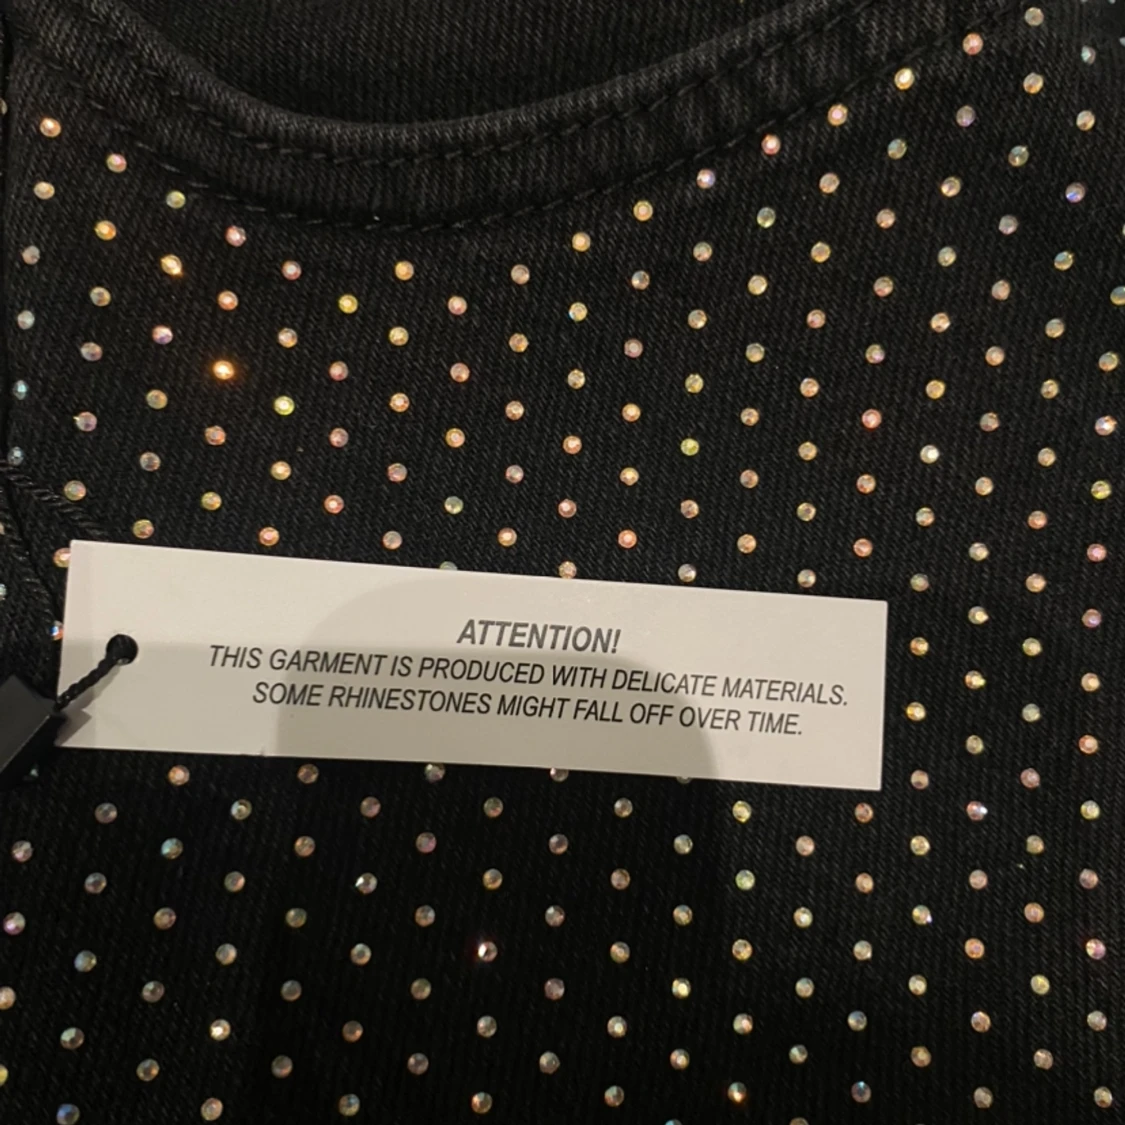 ATTENTION!
THIS GARMENT IS PRODUCED WITH DELICATE MATERIALS.
SOME RHINESTONES MIGHT FALL OFF OVER TIME.